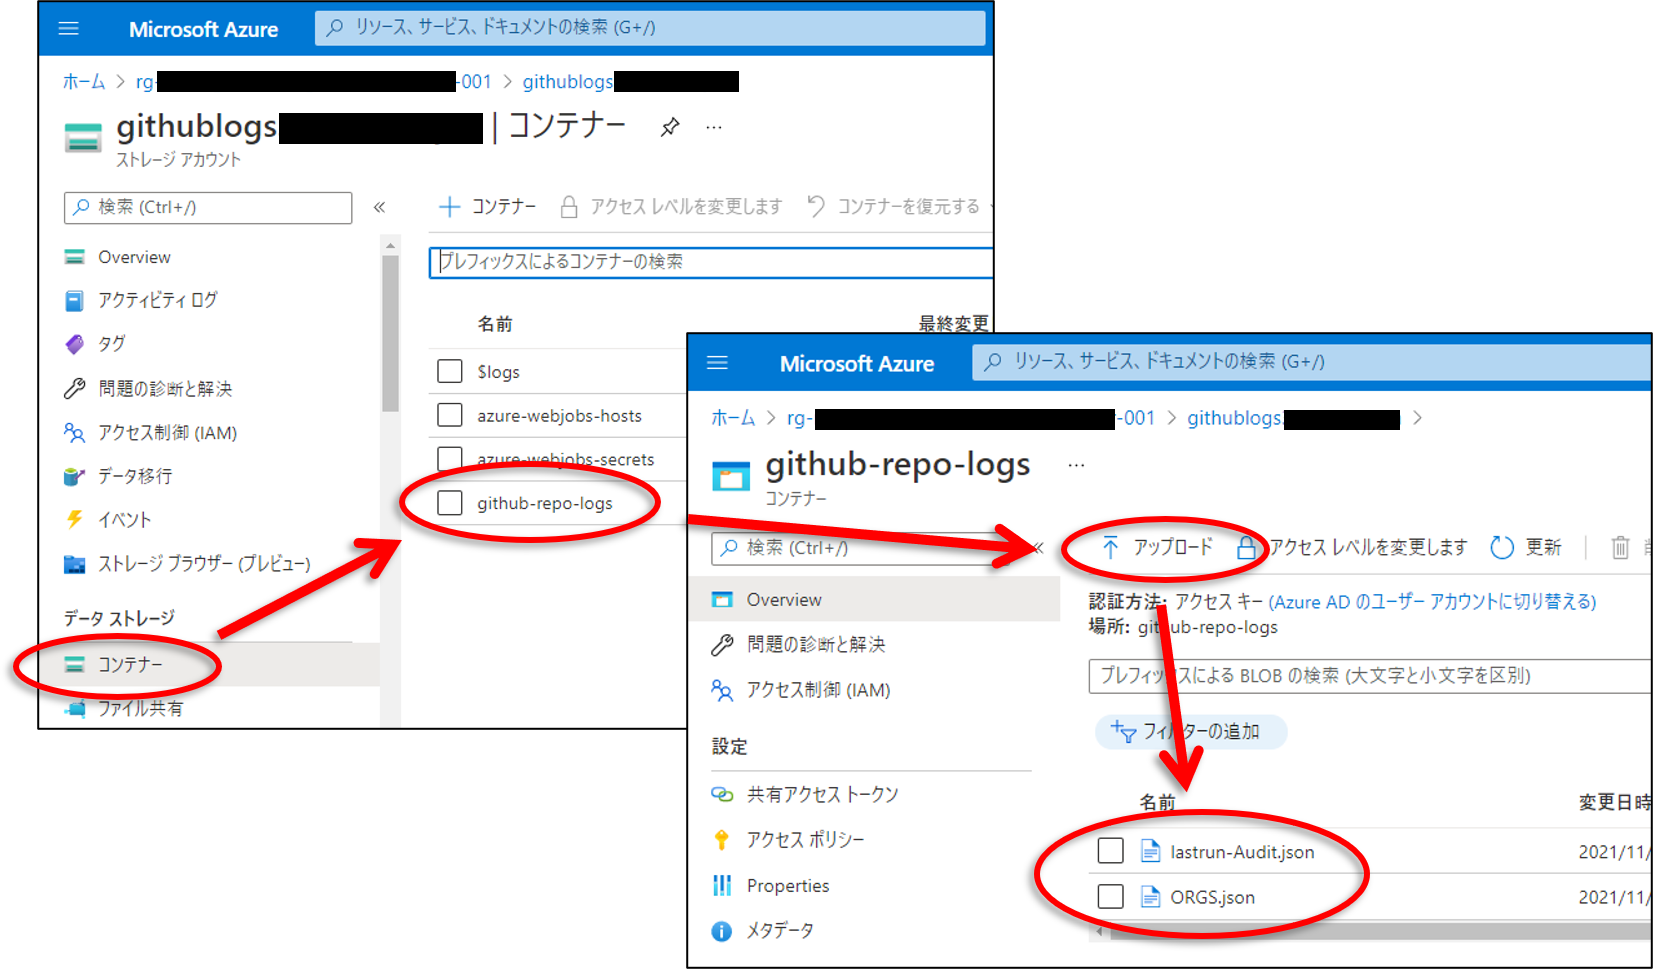 Microsoft Azure
リソース、サービス、ドキュメントの検索 (G+/)
ホーム > rg- -001 > githublogs
githublogs | コンテナー ...
ストレージ アカウント
検索 (Ctrl+/) «
+ コンテナー アクセス レベルを変更します コンテナーを復元する
プレフィックスによるコンテナーの検索
Overview
アクティビティ ログ
タグ
問題の診断と解決
アクセス制御 (IAM)
データ移行
イベント
ストレージ ブラウザー (プレビュー)
データ ストレージ
コンテナー
ファイル共有
名前 最終変更
$logs
azure-webjobs-hosts
azure-webjobs-secrets
github-repo-logs
Microsoft Azure
リソース、サービス、ドキュメントの検索 (G+/)
ホーム > rg- -001 > githublogs >
github-repo-logs ...
コンテナー
検索 (Ctrl+/) «
Overview
問題の診断と解決
アクセス制御 (IAM)
設定
共有アクセス トークン
アクセス ポリシー
Properties
メタデータ
アップロード アクセス レベルを変更します 更新
認証方法: アクセス キー (Azure AD のユーザー アカウントに切り替える)
場所: github-repo-logs
プレフィックスによる BLOB の検索 (大文字と小文字を区別)
フィルターの追加
名前 変更日時
lastrun-Audit.json 2021/11/
ORGS.json 2021/11/